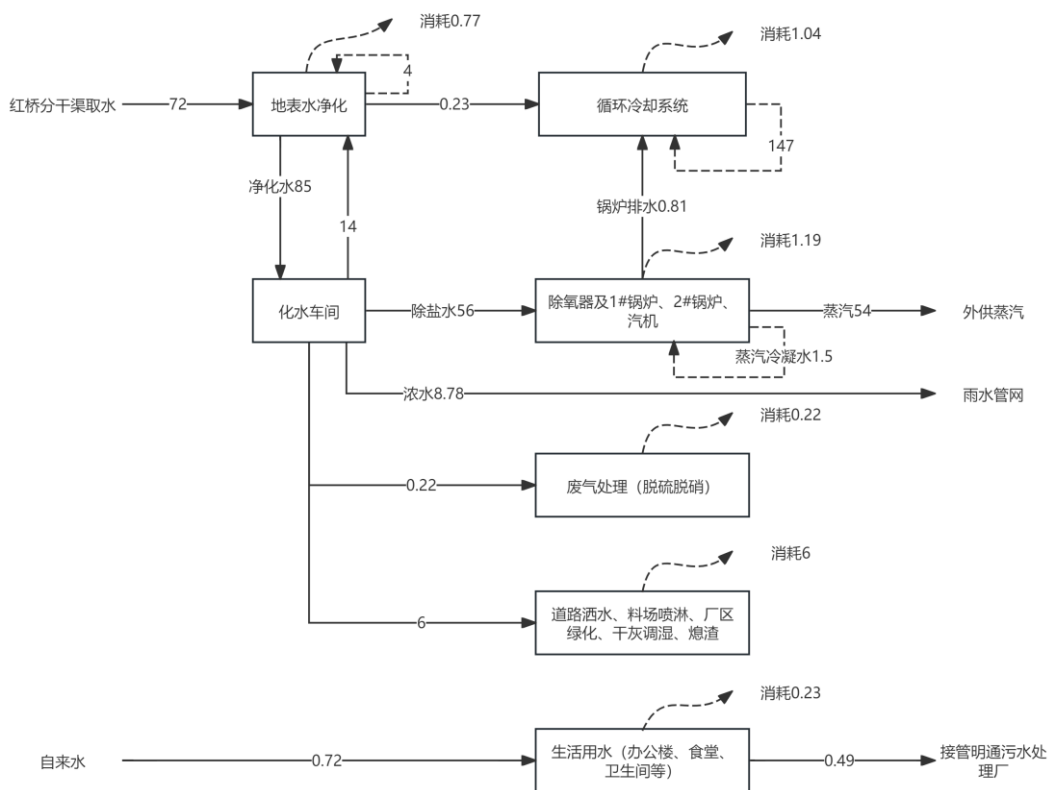 消耗0.77
消耗1.04
4
红桥分干渠取水
72
地表水净化
0.23
循环冷却系统
147
净化水85
锅炉排水0.81
14
消耗1.19
化水车间
除盐水56
除氧器及1#锅炉、2#锅炉、
汽机
蒸汽54
外供蒸汽
蒸汽冷凝水1.5
浓水8.78
雨水管网
消耗0.22
0.22
废气处理（脱硫脱硝）
消耗6
6
道路洒水、料场喷淋、厂区
绿化、干灰调湿、熄渣
消耗0.23
自来水
0.72
生活用水（办公楼、食堂、
卫生间等）
0.49
接管明通污水处
理厂